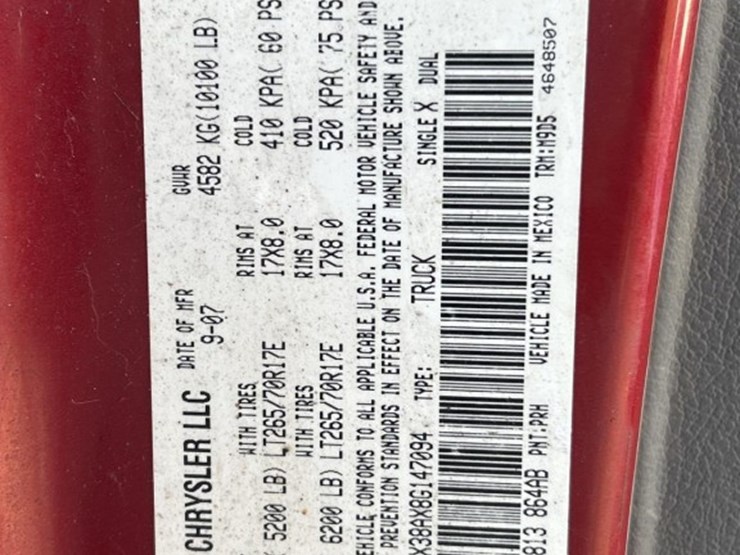 CHRYSLER LLC DATE OF MFR GVWR
9-07 4582 KG(10100 LB)
WITH TIRES RIMS AT COLD
5200 LB) LT265/70R17E 17X8.0 410 KPA( 60 PS
WITH TIRES RIMS AT COLD
6200 LB) LT265/70R17E 17X8.0 520 KPA( 75 PS
EHICLE CONFORMS TO ALL APPLICABLE U.S.A. FEDERAL MOTOR VEHICLE SAFETY AND
PREVENTION STANDARDS IN EFFECT ON THE DATE OF MANUFACTURE SHOWN ABOVE.
X38AX8G147094 TYPE: TRUCK SINGLE X DUAL
813 864AB PNT:PRH VEHICLE MADE IN MEXICO TRM:M9D5 4648507